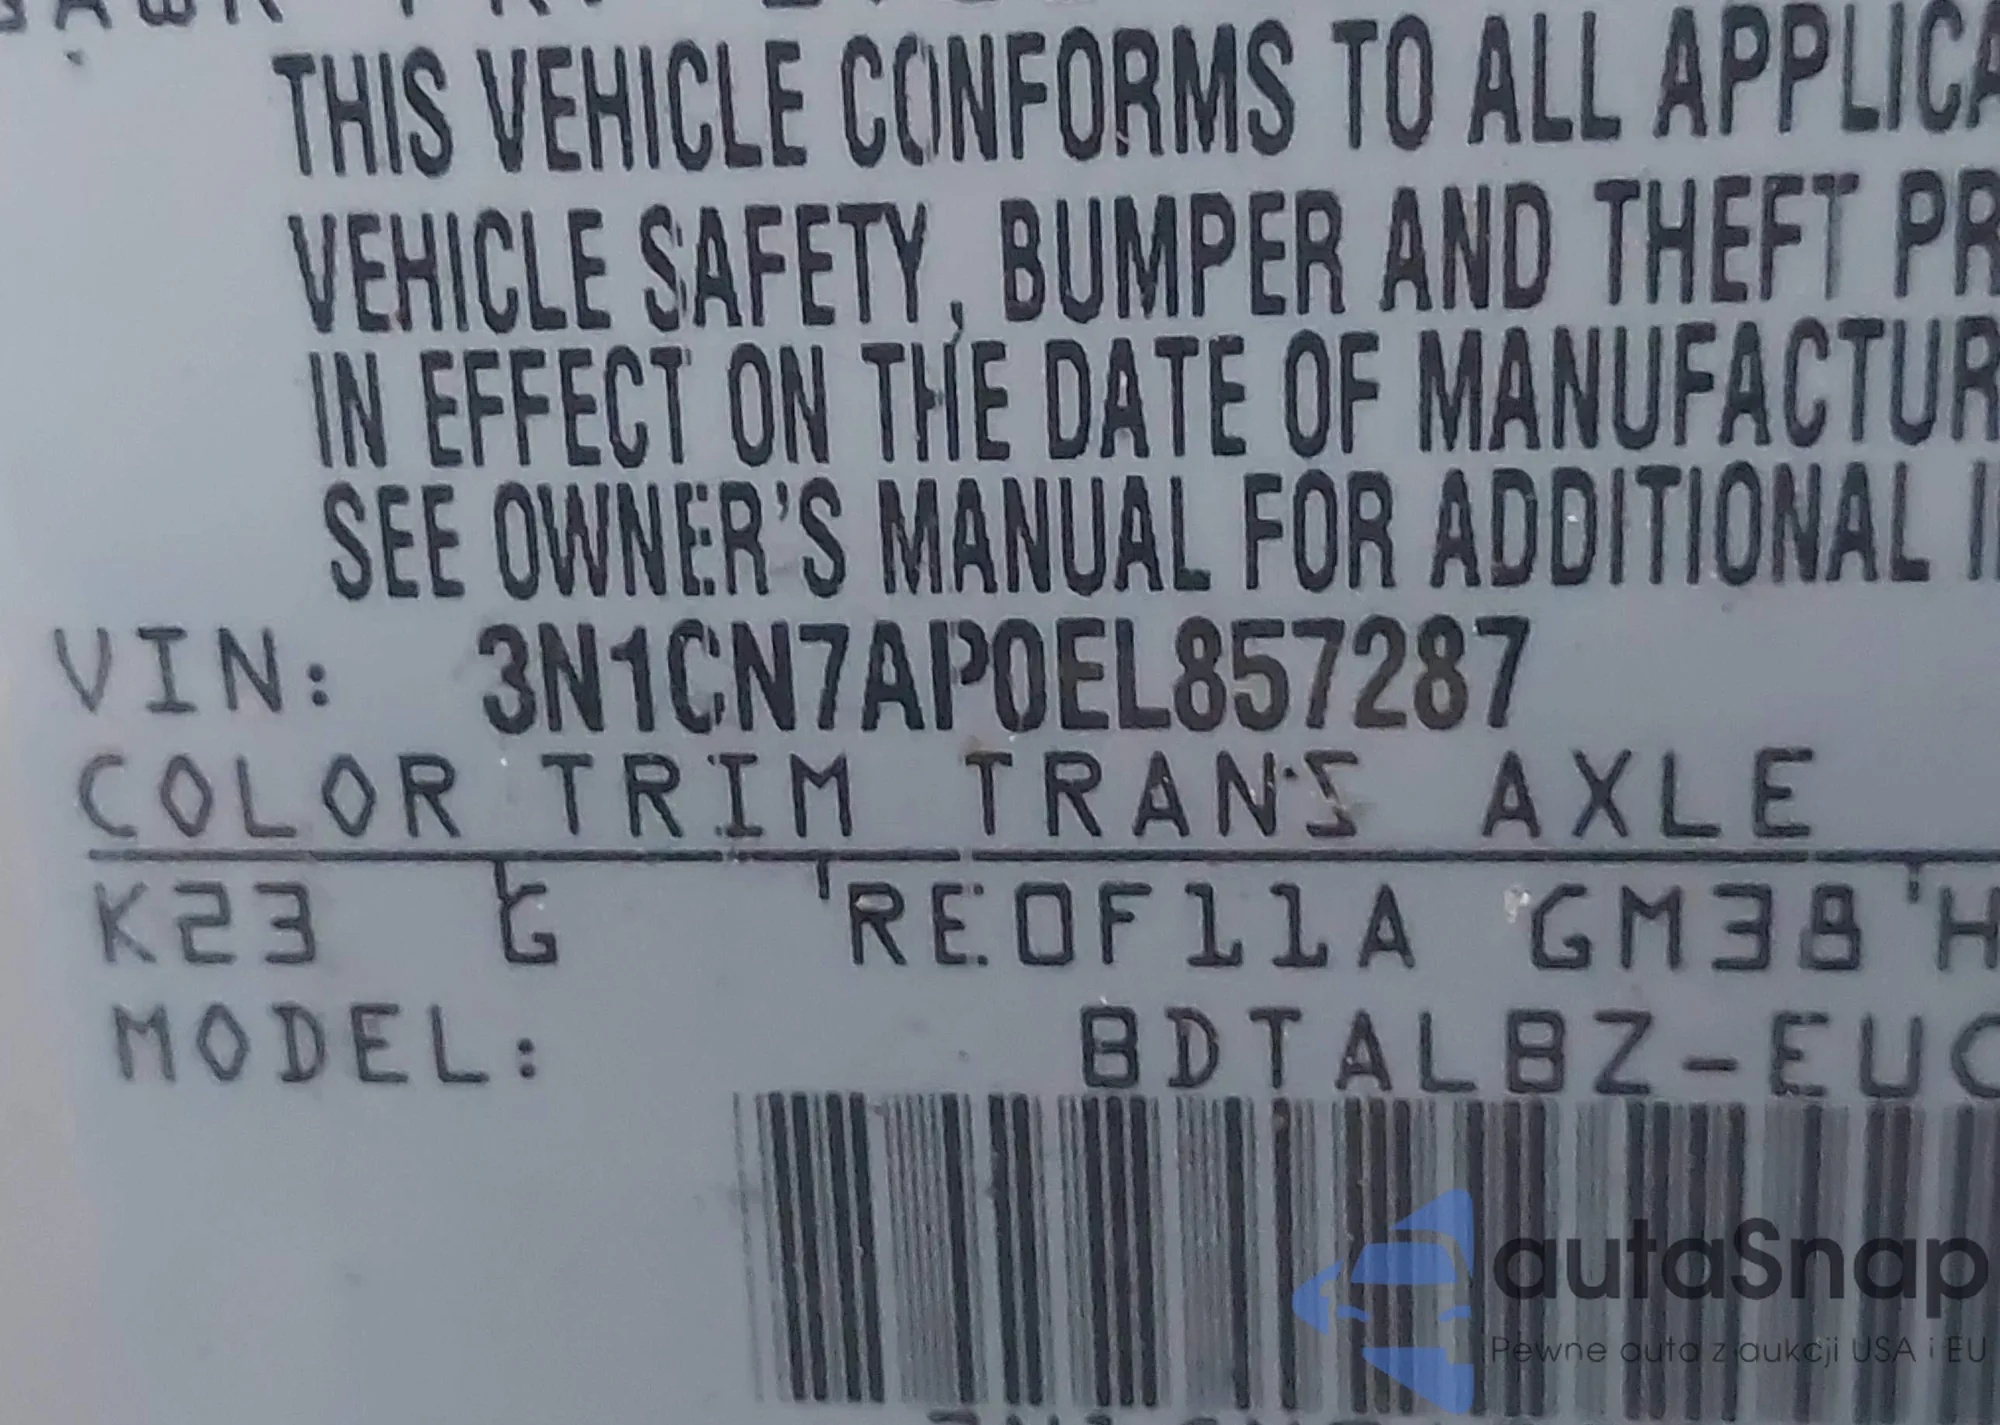 THIS VEHICLE CONFORMS TO ALL APPLICA
VEHICLE SAFETY, BUMPER AND THEFT PR
IN EFFECT ON THE DATE OF MANUFACTUR
SEE OWNER'S MANUAL FOR ADDITIONAL I
VIN: 3N1CN7AP0EL857287
COLOR TRIM TRANS AXLE
K23 G RE0F11A GM38 H
MODEL: BDTALBZ-EUC
autaSnap
Pewne auta z aukcji USA i EU